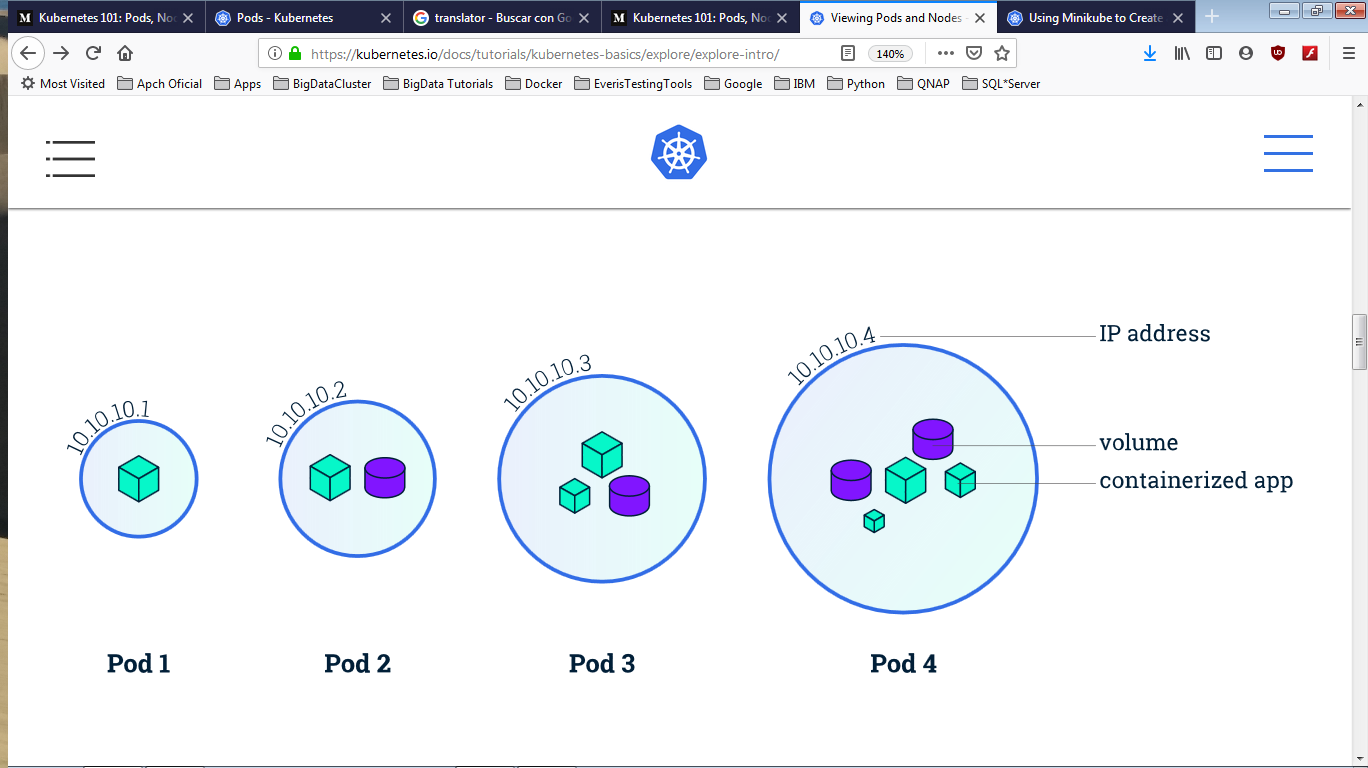 Kubernetes 101: Pods, Noc
Pods - Kubernetes
translator - Buscar con Go
Kubernetes 101: Pods, Noc
Viewing Pods and Nodes -
Using Minikube to Create
https://kubernetes.io/docs/tutorials/kubernetes-basics/explore/explore-intro/
140%
Most Visited
Apch Oficial
Apps
BigDataCluster
BigData Tutorials
Docker
EverisTestingTools
Google
IBM
Python
QNAP
SQL*Server
10.10.10.1
10.10.10.2
10.10.10.3
10.10.10.4
IP address
volume
containerized app
Pod 1
Pod 2
Pod 3
Pod 4